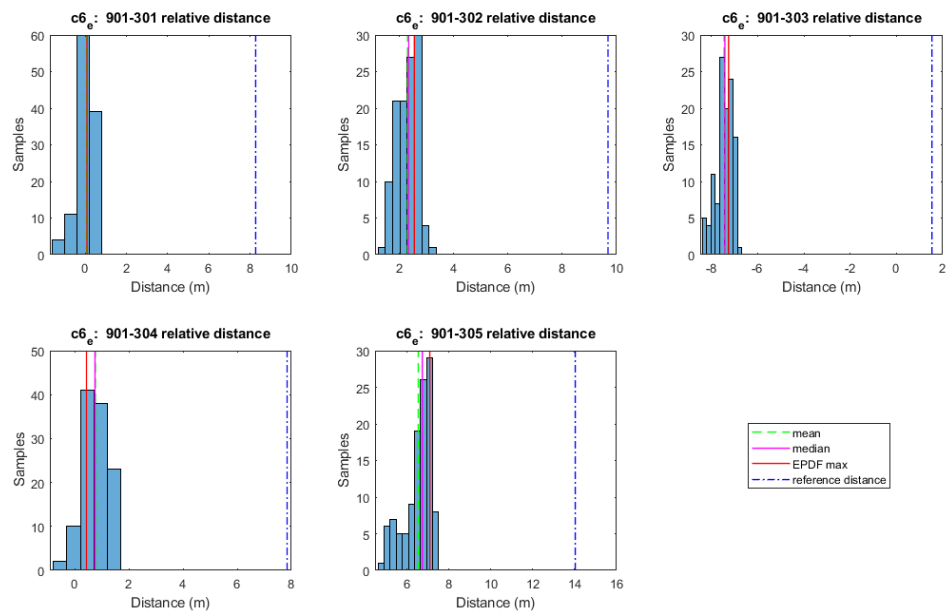 c6e: 901-301 relative distance
60
50
40
30
20
10
0
Samples
0 2 4 6 8 10
Distance (m)
c6e: 901-302 relative distance
30
25
20
15
10
5
0
Samples
2 4 6 8 10
Distance (m)
c6e: 901-303 relative distance
30
25
20
15
10
5
0
Samples
-8 -6 -4 -2 0 2
Distance (m)
c6e: 901-304 relative distance
50
40
30
20
10
0
Samples
0 2 4 6 8
Distance (m)
c6e: 901-305 relative distance
30
25
20
15
10
5
0
Samples
6 8 10 12 14 16
Distance (m)
mean
median
EPDF max
reference distance